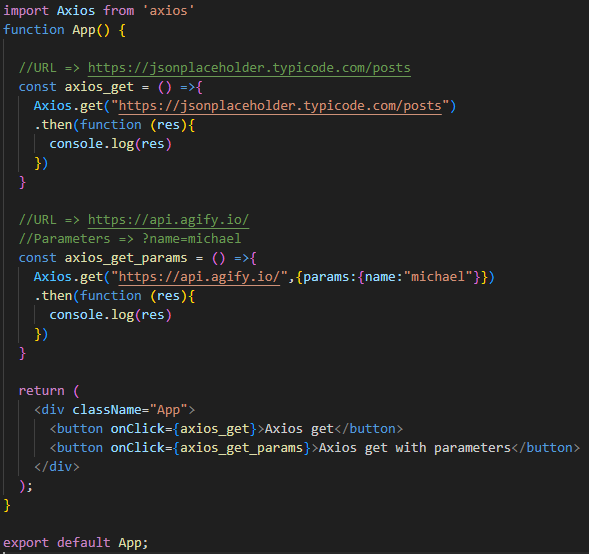 import Axios from 'axios'
function App() {
//URL => https://jsonplaceholder.typicode.com/posts
const axios_get = () =>{
Axios.get("https://jsonplaceholder.typicode.com/posts")
.then(function (res){
console.log(res)
})
}
//URL => https://api.agify.io/
//Parameters => ?name=michael
const axios_get_params = () =>{
Axios.get("https://api.agify.io/",{params:{name:"michael"}})
.then(function (res){
console.log(res)
})
}
return (
<div className="App">
<button onClick={axios_get}>Axios get</button>
<button onClick={axios_get_params}>Axios get with parameters</button>
</div>
);
}
export default App;